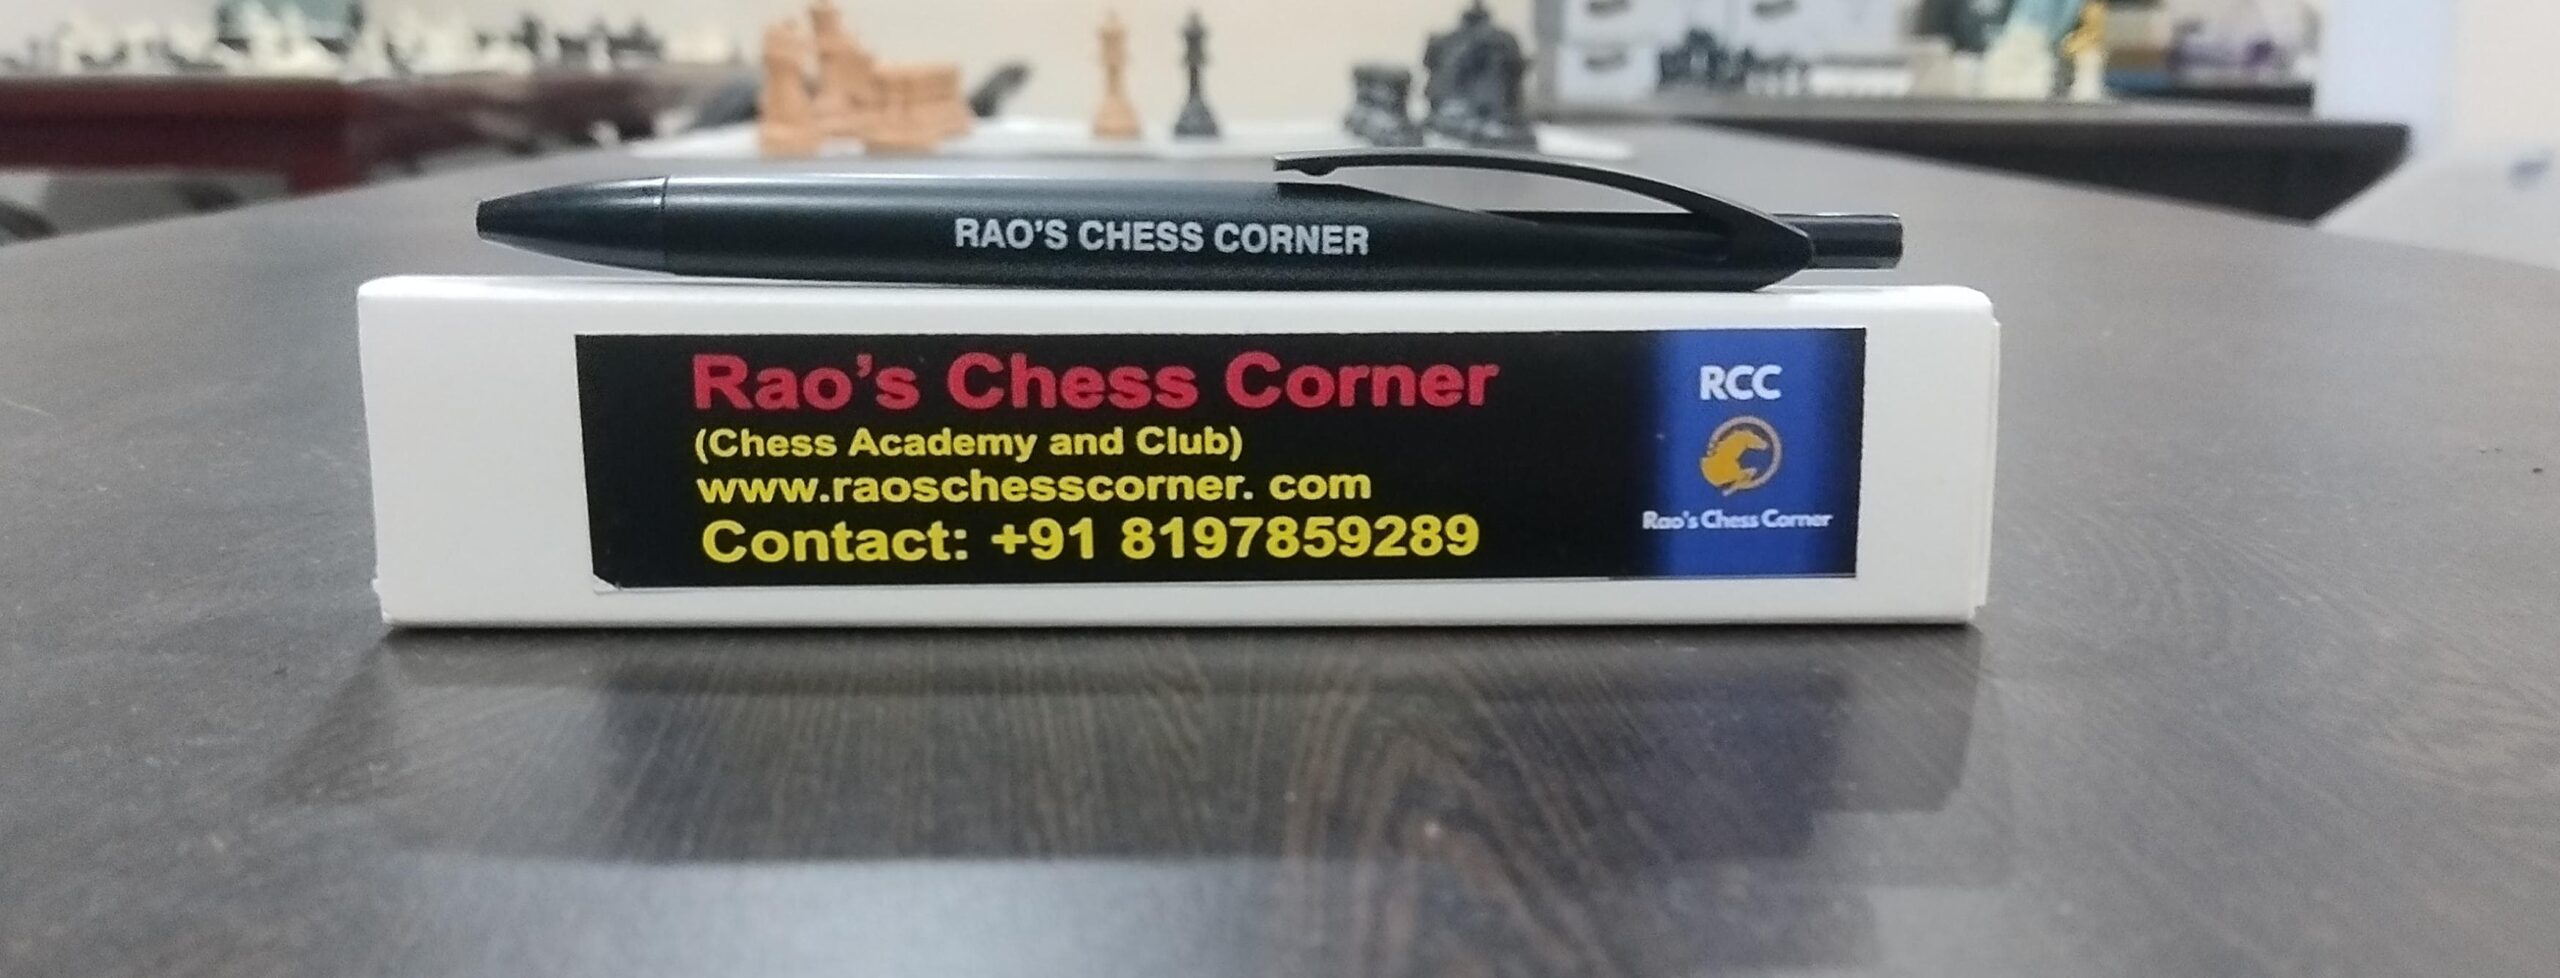 RAO'S CHESS CORNER
Rao's Chess Corner
(Chess Academy and Club)
www.raoschesscorner. com
Contact: +91 8197859289
RCC
Rao's Chess Corner